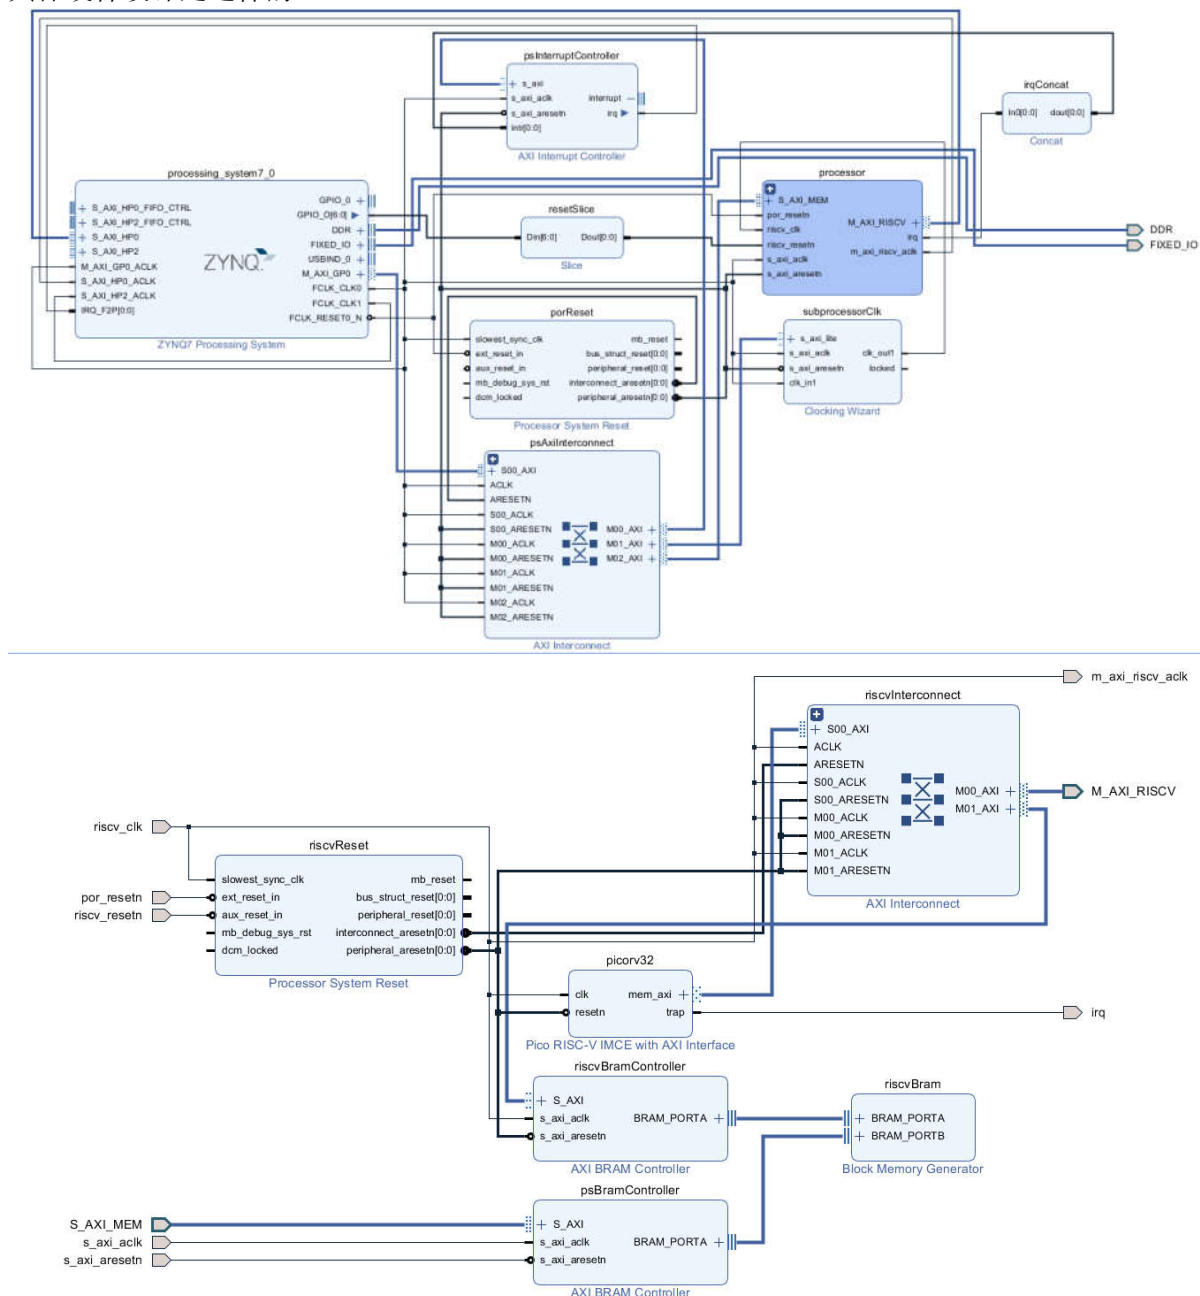 psInterruptController
s_axi
s_axi_aclk
s_axi_aresetn
intr[0:0]
interrupt
irq
AXI Interrupt Controller
irqConcat
In0[0:0]
dout[0:0]
Concat
processing_system7_0
S_AXI_HP0_FIFO_CTRL
S_AXI_HP2_FIFO_CTRL
S_AXI_HP0
S_AXI_HP2
M_AXI_GP0_ACLK
S_AXI_HP0_ACLK
S_AXI_HP2_ACLK
IRQ_F2P[0:0]
ZYNQ
GPIO_0
GPIO_O[6:0]
DDR
FIXED_IO
USBIND_0
M_AXI_GP0
FCLK_CLK0
FCLK_CLK1
FCLK_RESET0_N
ZYNQ7 Processing System
resetSlice
Din[6:0]
Dout[0:0]
Slice
processor
S_AXI_MEM
por_resetn
riscv_clk
riscv_resetn
s_axi_aclk
s_axi_aresetn
M_AXI_RISCV
irq
m_axi_riscv_aclk
DDR
FIXED_IO
porReset
slowest_sync_clk
ext_reset_in
aux_reset_in
mb_debug_sys_rst
dcm_locked
mb_reset
bus_struct_reset[0:0]
peripheral_reset[0:0]
interconnect_aresetn[0:0]
peripheral_aresetn[0:0]
Processor System Reset
subprocessorClk
s_axi_lite
s_axi_aclk
s_axi_aresetn
clk_in1
clk_out1
locked
Clocking Wizard
psAxiInterconnect
S00_AXI
ACLK
ARESETN
S00_ACLK
S00_ARESETN
M00_ACLK
M00_ARESETN
M01_ACLK
M01_ARESETN
M02_ACLK
M02_ARESETN
M00_AXI
M01_AXI
M02_AXI
AXI Interconnect
m_axi_riscv_aclk
riscvInterconnect
S00_AXI
ACLK
ARESETN
S00_ACLK
S00_ARESETN
M00_ACLK
M00_ARESETN
M01_ACLK
M01_ARESETN
M00_AXI
M01_AXI
AXI Interconnect
M_AXI_RISCV
riscv_clk
por_resetn
riscv_resetn
riscvReset
slowest_sync_clk
ext_reset_in
aux_reset_in
mb_debug_sys_rst
dcm_locked
mb_reset
bus_struct_reset[0:0]
peripheral_reset[0:0]
interconnect_aresetn[0:0]
peripheral_aresetn[0:0]
Processor System Reset
picorv32
clk
resetn
mem_axi
trap
Pico RISC-V IMCE with AXI Interface
irq
riscvBramController
S_AXI
s_axi_aclk
s_axi_aresetn
BRAM_PORTA
AXI BRAM Controller
riscvBram
BRAM_PORTA
BRAM_PORTB
Block Memory Generator
psBramController
S_AXI_MEM
s_axi_aclk
s_axi_aresetn
S_AXI
s_axi_aclk
s_axi_aresetn
BRAM_PORTA
AXI BRAM Controller